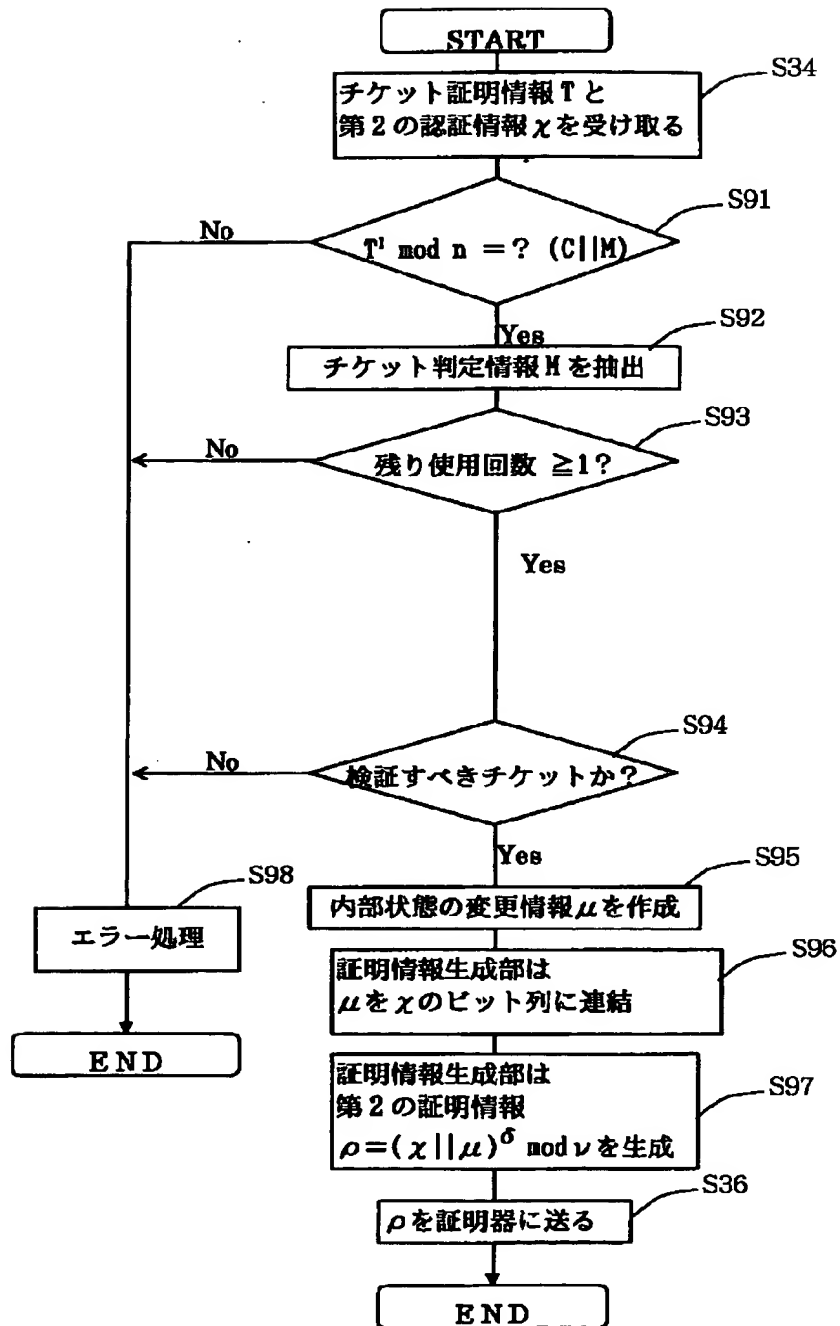 START
S34
チケット証明情報Tと
第2の認証情報χを受け取る
S91
No
T^I mod n =? (C||M)
Yes
S92
チケット判定情報Mを抽出
S93
No
残り使用回数 ≧1?
Yes
S94
No
検証すべきチケットか?
Yes
S95
内部状態の変更情報μを作成
S98
エラー処理
S96
証明情報生成部は
μをχのビット列に連結
END
S97
証明情報生成部は
第2の証明情報
ρ=(χ||μ)^δ mod νを生成
S36
ρを証明器に送る
END